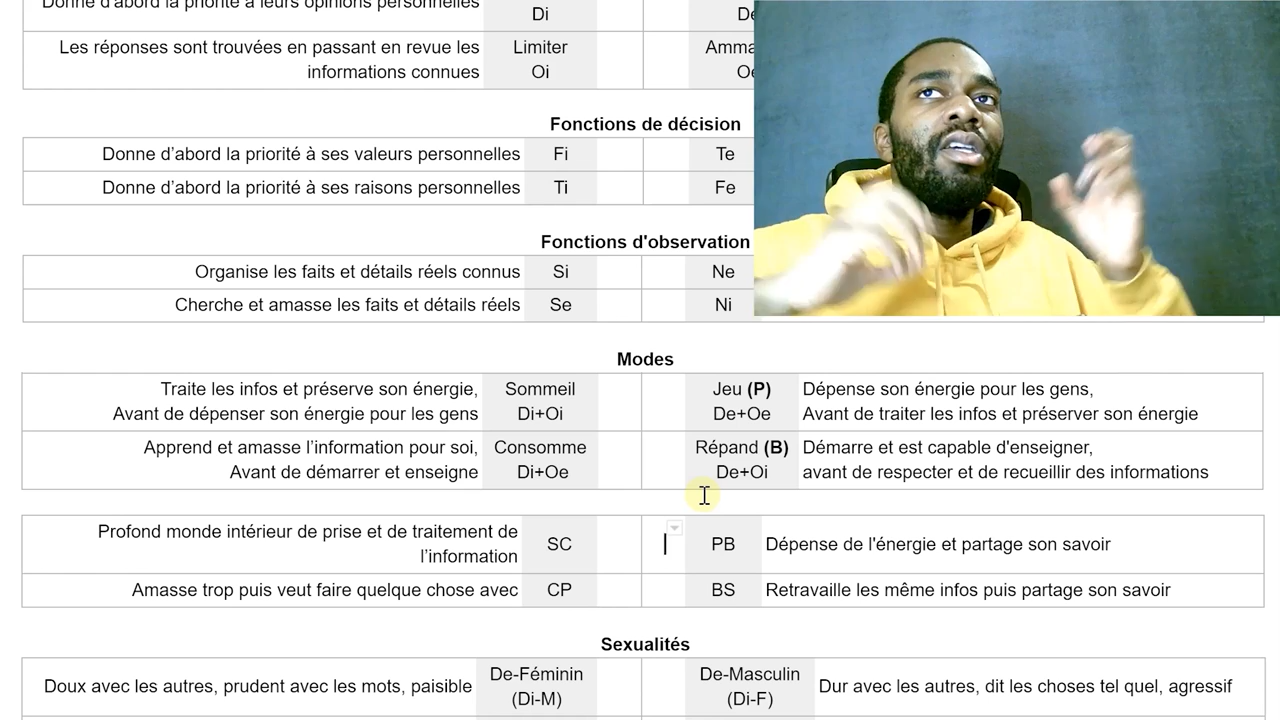 Donne d'abord la priorité à leurs opinions personnelles
Di
Les réponses sont trouvées en passant en revue les Limiter
informations connues Oi
Fonctions de décision
Donne d’abord la priorité à ses valeurs personnelles Fi Te
Donne d’abord la priorité à ses raisons personnelles Ti Fe
Fonctions d'observation
Organise les faits et détails réels connus Si Ne
Cherche et amasse les faits et détails réels Se Ni
Modes
Traite les infos et préserve son énergie, Sommeil Jeu (P) Dépense son énergie pour les gens,
Avant de dépenser son énergie pour les gens Di+Oi De+Oe Avant de traiter les infos et préserver son énergie
Apprend et amasse l’information pour soi, Consomme Répand (B) Démarre et est capable d'enseigner,
Avant de démarrer et enseigne Di+Oe De+Oi avant de respecter et de recueillir des informations
Profond monde intérieur de prise et de traitement de
l’information SC PB Dépense de l'énergie et partage son savoir
Amasse trop puis veut faire quelque chose avec CP BS Retravaille les même infos puis partage son savoir
Sexualités
Doux avec les autres, prudent avec les mots, paisible De-Féminin De-Masculin Dur avec les autres, dit les choses tel quel, agressif
(Di-M) (Di-F)